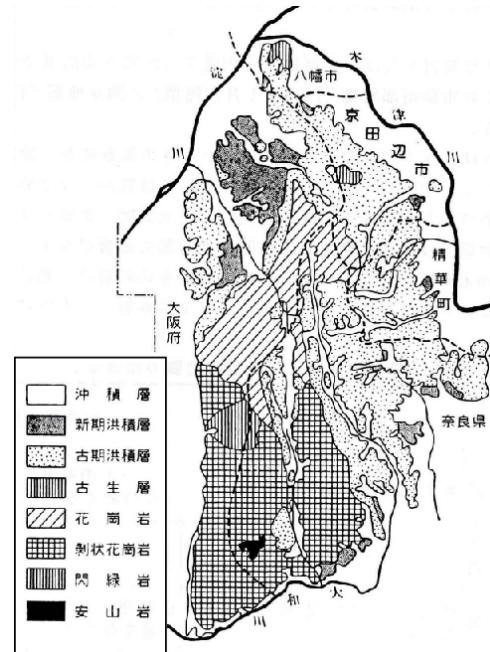 淀
川
木
津
川
八幡市
京
田
辺
市
精
華
町
大阪府
奈良県
大
和
川
沖積層
新期洪積層
古期洪積層
古生層
花崗岩
剝状花崗岩
閃緑岩
安山岩